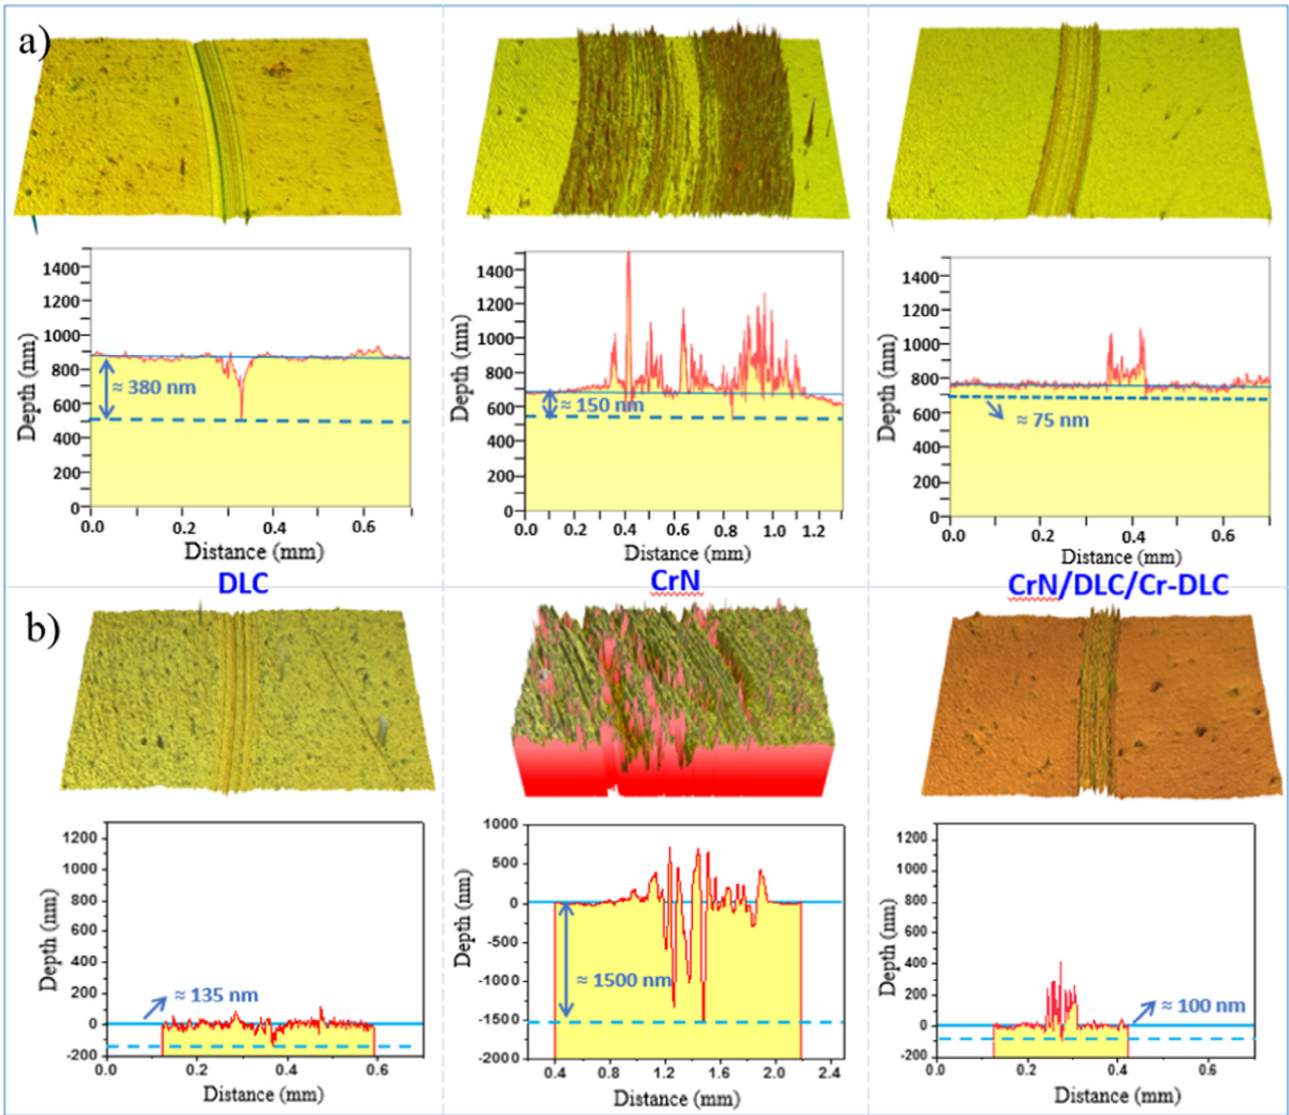 a)
1400
1200
1000
800
600
400
200
0
Depth (nm)
≈ 380 nm
0.0 0.2 0.4 0.6
Distance (mm)
DLC
1400
1200
1000
800
600
400
200
0
Depth (nm)
≈ 150 nm
0.0 0.2 0.4 0.6 0.8 1.0 1.2
Distance (mm)
CrN
1400
1200
1000
800
600
400
200
0
Depth (nm)
≈ 75 nm
0.0 0.2 0.4 0.6
Distance (mm)
CrN/DLC/Cr-DLC
b)
1200
1000
800
600
400
200
0
-200
Depth (nm)
≈ 135 nm
0.0 0.2 0.4 0.6
Distance (mm)
1000
500
0
-500
-1000
-1500
-2000
Depth (nm)
≈ 1500 nm
0.4 0.8 1.2 1.6 2.0 2.4
Distance (mm)
1200
1000
800
600
400
200
0
-200
Depth (nm)
≈ 100 nm
0.0 0.2 0.4 0.6
Distance (mm)